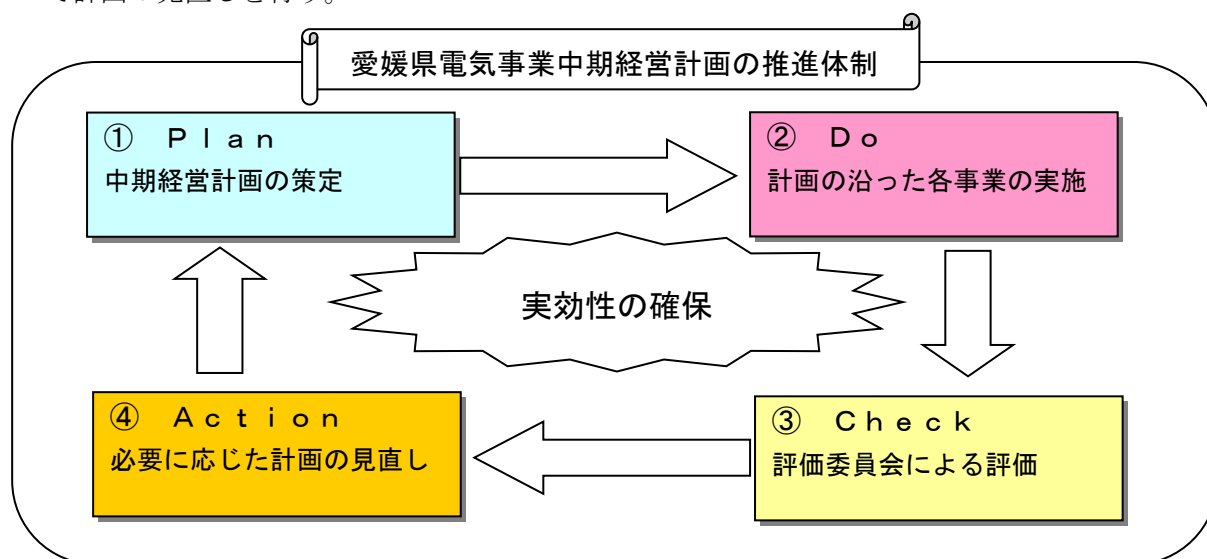 愛媛県電気事業中期経営計画の推進体制
① Ｐｌａｎ
中期経営計画の策定
② Ｄｏ
計画の沿った各事業の実施
実効性の確保
④ Ａｃｔｉｏｎ
必要に応じた計画の見直し
③ Ｃｈｅｃｋ
評価委員会による評価